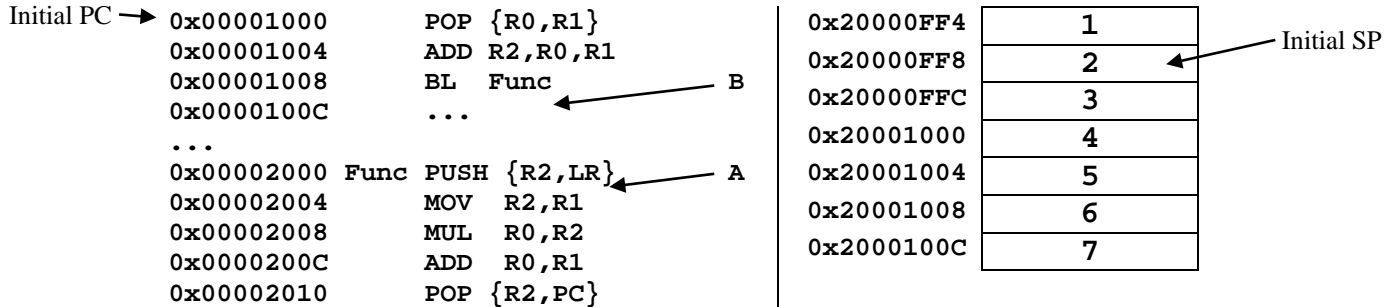 Initial PC
0x00001000 POP {R0,R1}
0x00001004 ADD R2,R0,R1
0x00001008 BL Func
B
0x0000100C ...
...
0x00002000 Func PUSH {R2,LR}
A
0x00002004 MOV R2,R1
0x00002008 MUL R0,R2
0x0000200C ADD R0,R1
0x00002010 POP {R2,PC}
0x20000FF4 1
Initial SP
0x20000FF8 2
0x20000FFC 3
0x20001000 4
0x20001004 5
0x20001008 6
0x2000100C 7